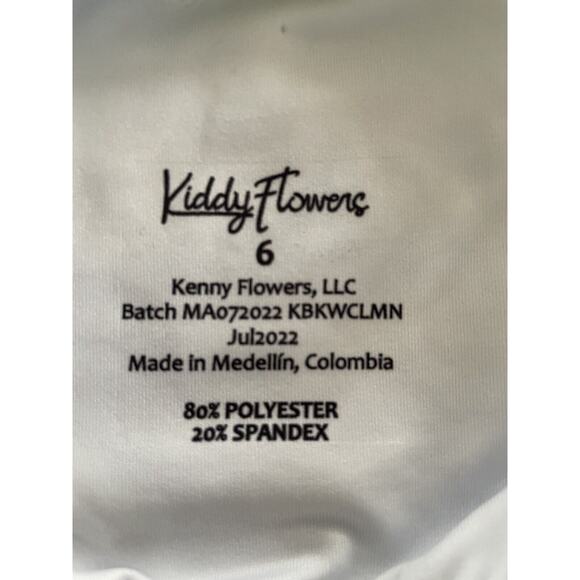 Kiddy Flowers
6
Kenny Flowers, LLC
Batch MA072022 KBKWCLMN
Jul2022
Made in Medellín, Colombia
80% POLYESTER
20% SPANDEX